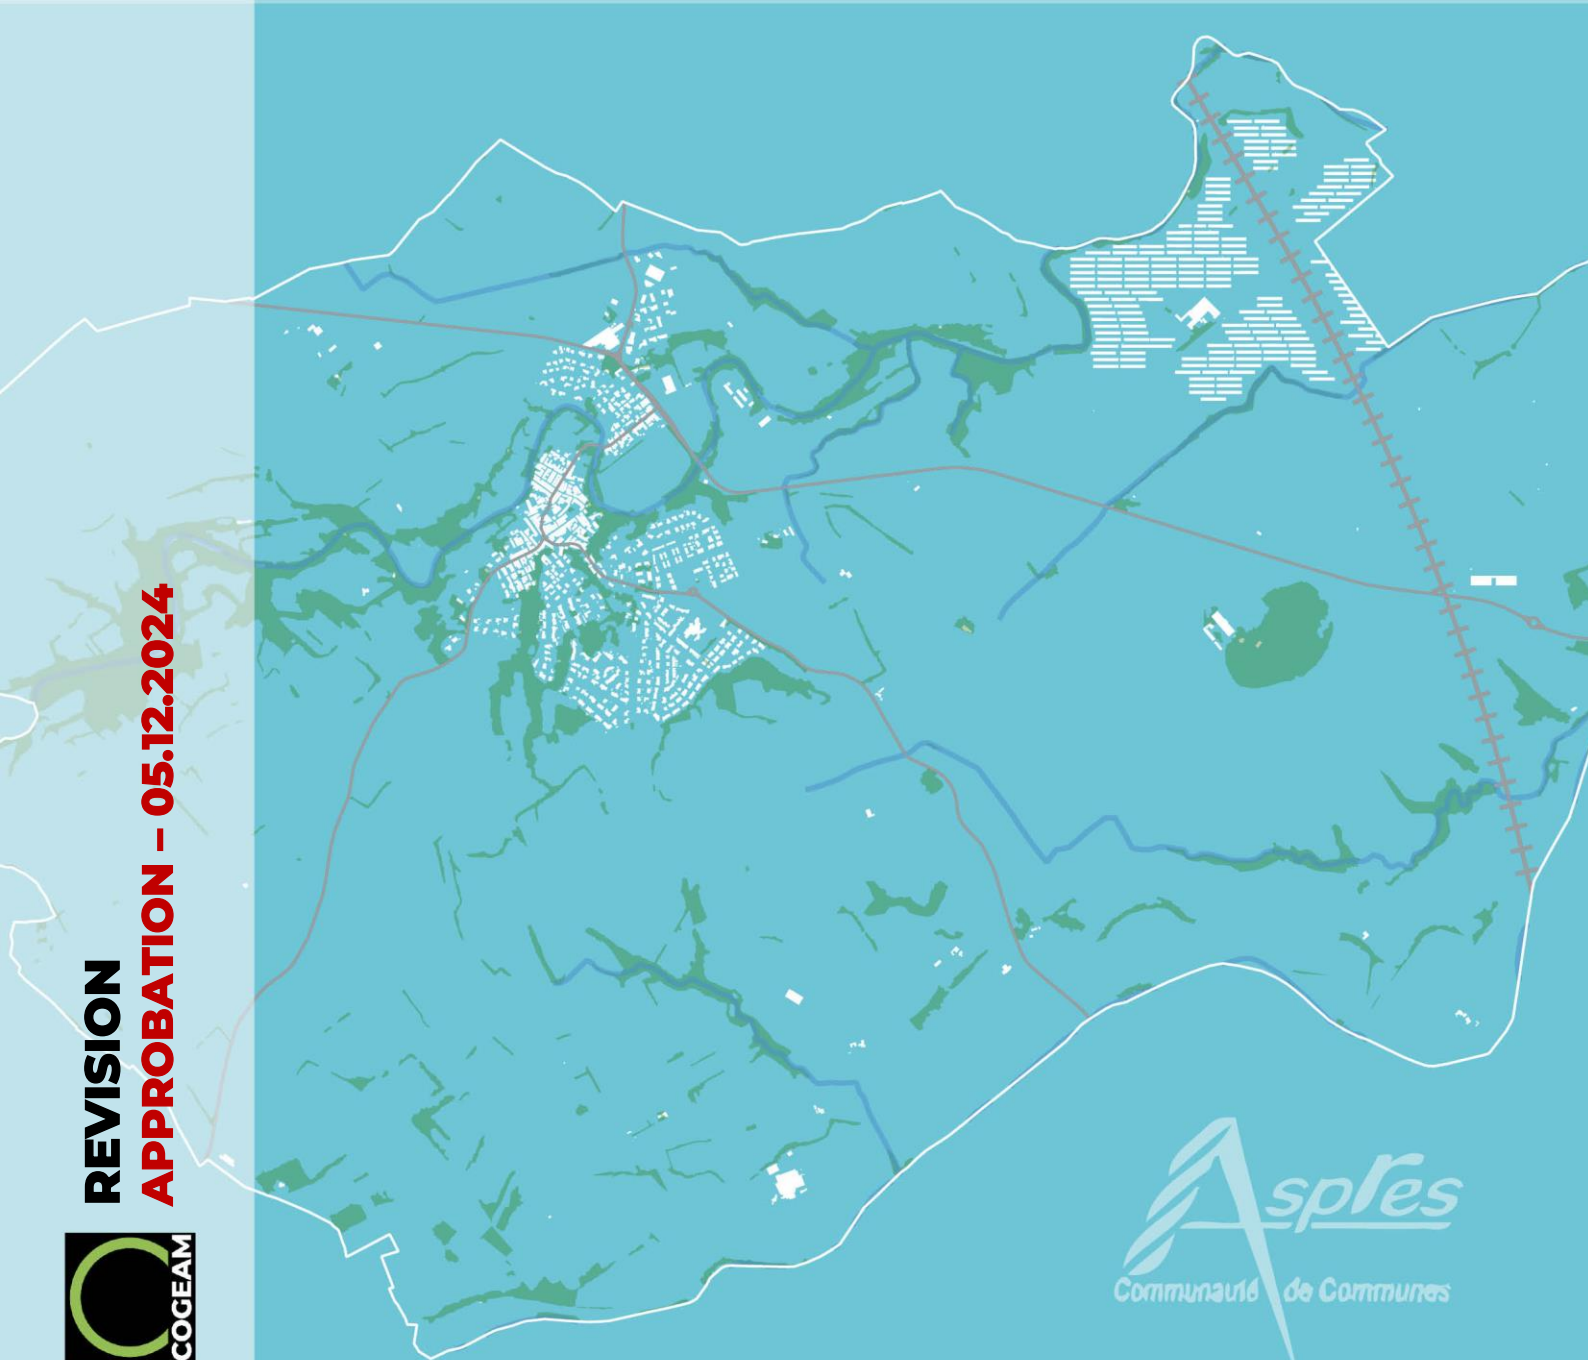 REVISION
APPROBATION – 05.12.2024
COGEAM
Aspres
Communauté de Communes